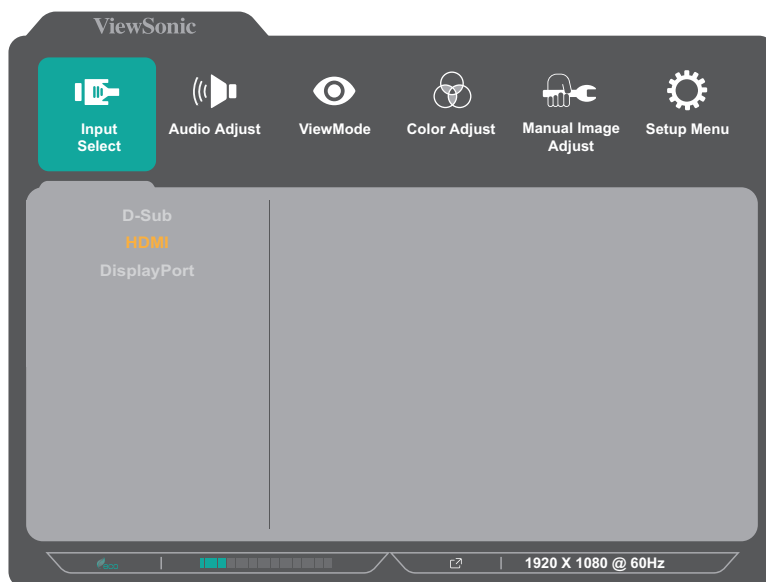 ViewSonic
Input
Select
Audio Adjust
ViewMode
Color Adjust
Manual Image
Adjust
Setup Menu
D-Sub
HDMI
DisplayPort
ECO
1920 X 1080 @ 60Hz